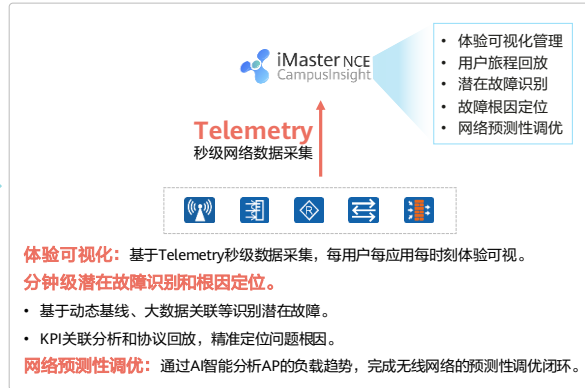 iMaster NCE
CampusInsight
• 体验可视化管理
• 用户旅程回放
• 潜在故障识别
• 故障根因定位
• 网络预测性调优
Telemetry
秒级网络数据采集
R
体验可视化：基于Telemetry秒级数据采集，每用户每应用每时刻体验可视。
分钟级潜在故障识别和根因定位。
• 基于动态基线、大数据关联等识别潜在故障。
• KPI关联分析和协议回放，精准定位问题根因。
网络预测性调优：通过AI智能分析AP的负载趋势，完成无线网络的预测性调优闭环。